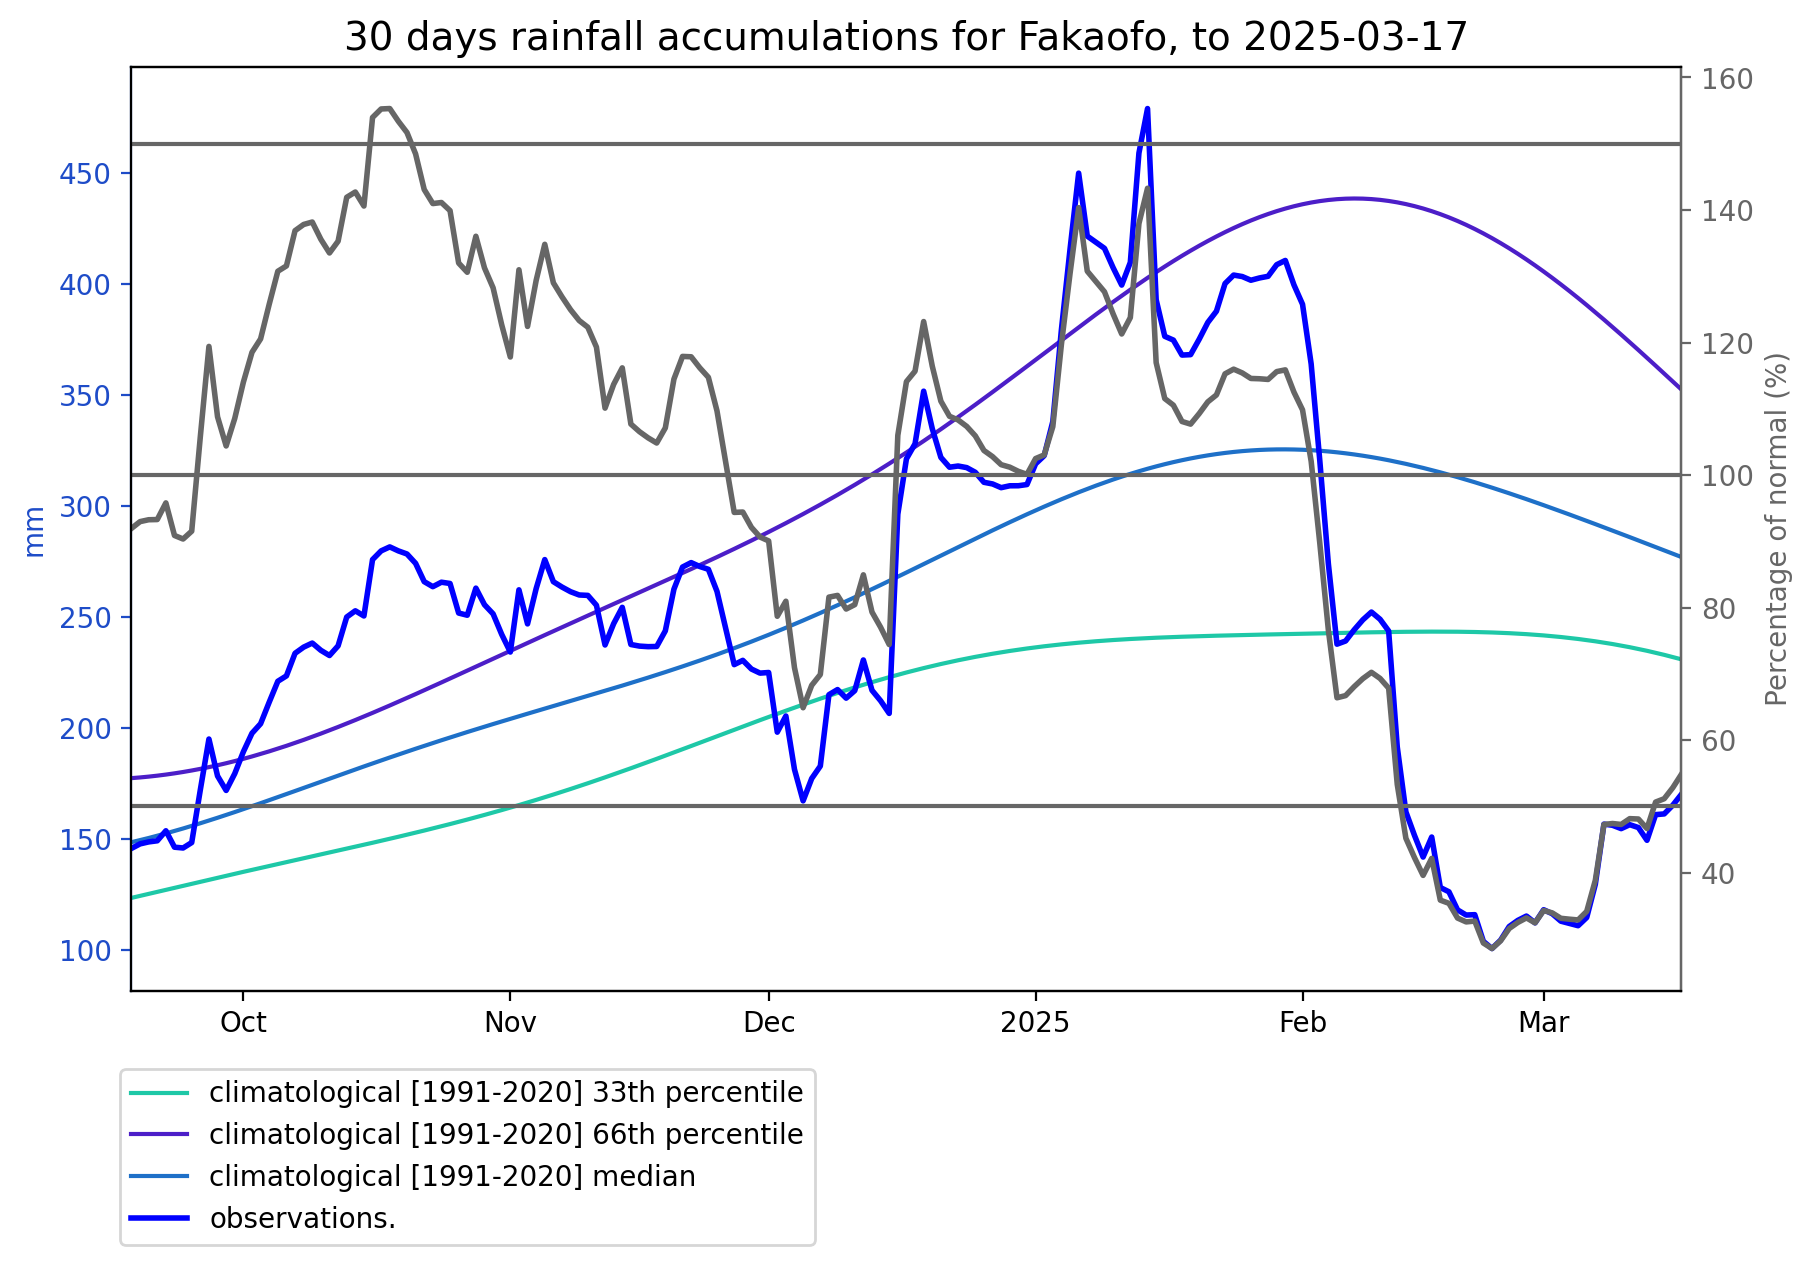 30 days rainfall accumulations for Fakaofo, to 2025-03-17
160
140
120
100
80
60
40
Percentage of normal (%)
450
400
350
300
250
200
150
100
mm
Oct Nov Dec 2025 Feb Mar
climatological [1991-2020] 33th percentile
climatological [1991-2020] 66th percentile
climatological [1991-2020] median
observations.